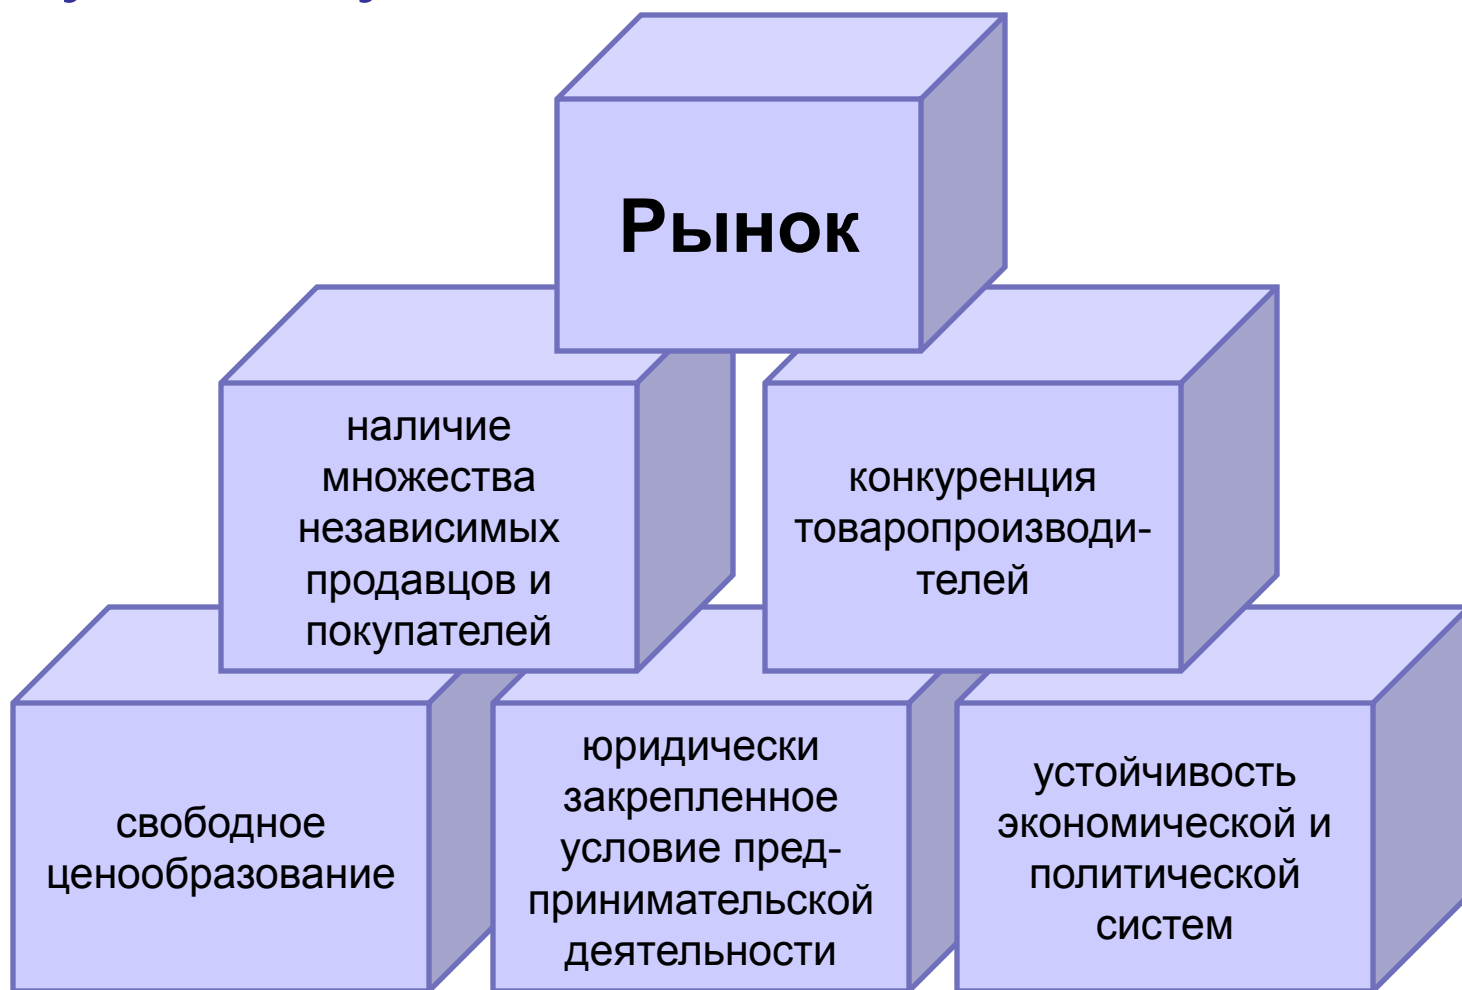 Рынок
наличие
множества
независимых
продавцов и
покупателей
конкуренция
товаропроизводи-
телей
свободное
ценообразование
юридически
закрепленное
условие пред-
принимательской
деятельности
устойчивость
экономической и
политической
систем